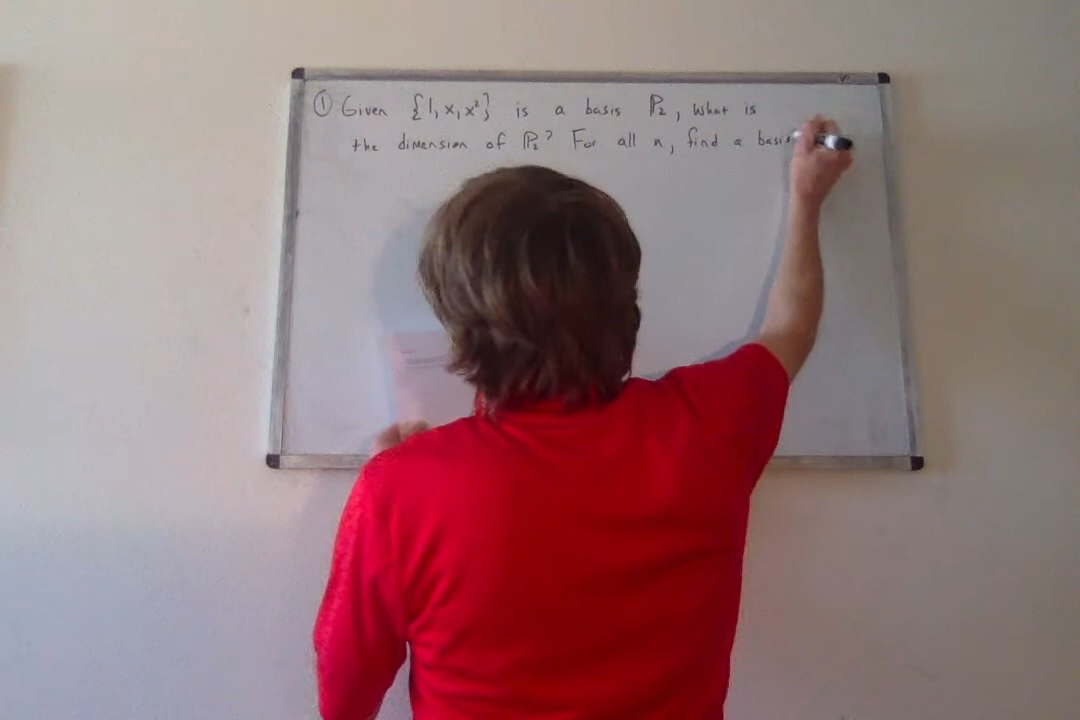 ① Given {1, x, x²} is a basis ℙ₂, what is
the dimension of ℙ₂? For all n, find a basis